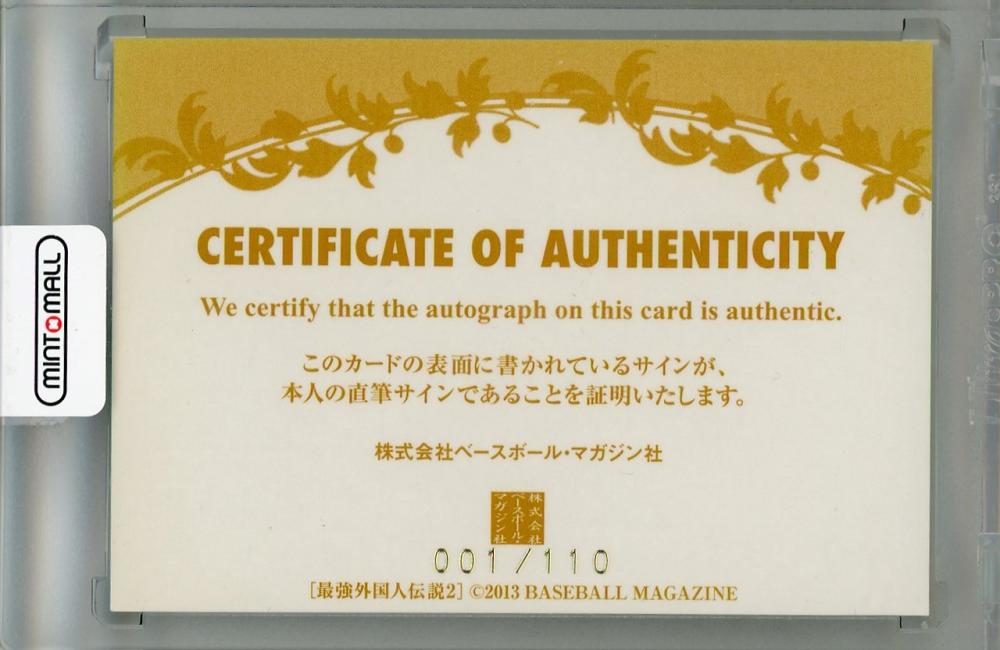 CERTIFICATE OF AUTHENTICITY
We certify that the autograph on this card is authentic.
このカードの表面に書かれているサインが、
本人の直筆サインであることを証明いたします。
株式会社ベースボール・マガジン社
株式会社
ベースボール・
マガジン社
001/110
[最強外国人伝説2] ©2013 BASEBALL MAGAZINE
MINT MALL